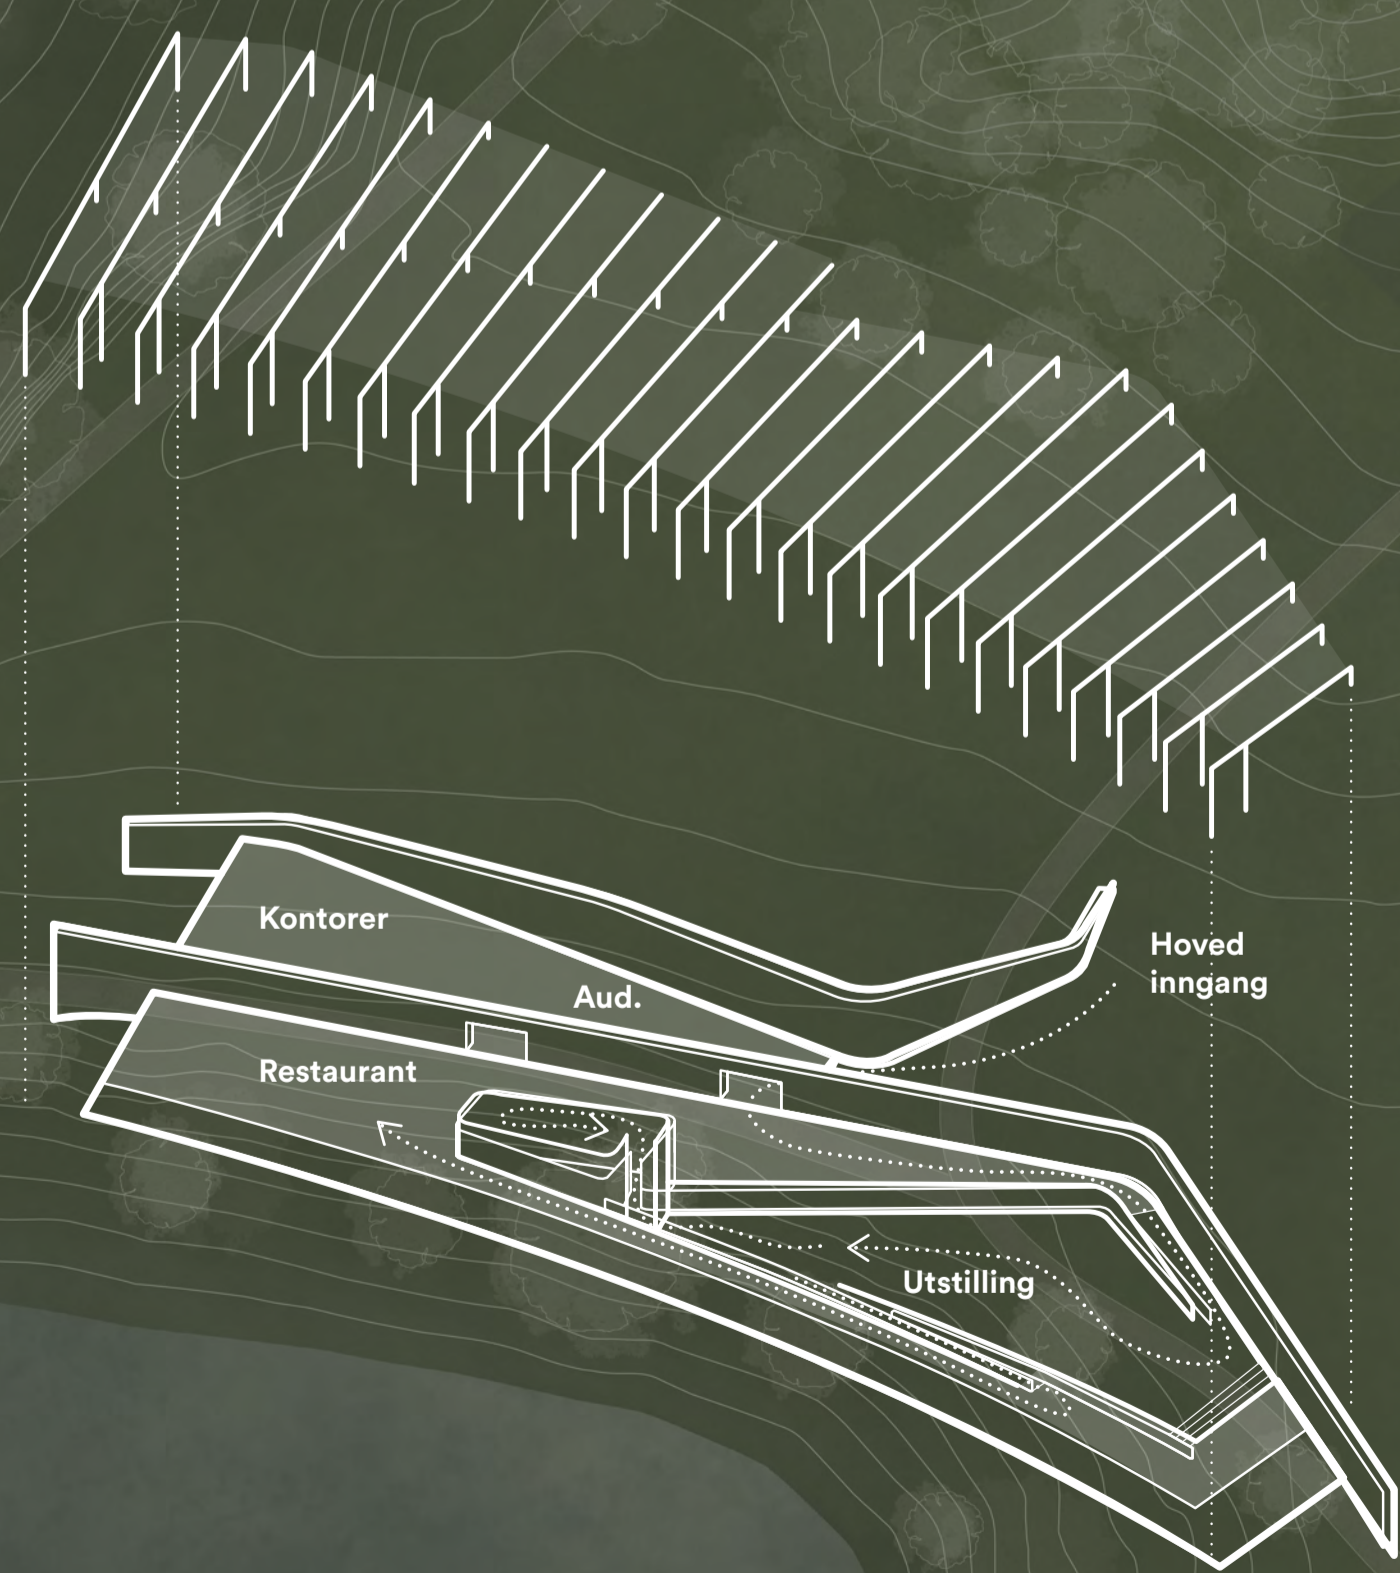 Kontorer
Hoved
inngang
Aud.
Restaurant
Utstilling